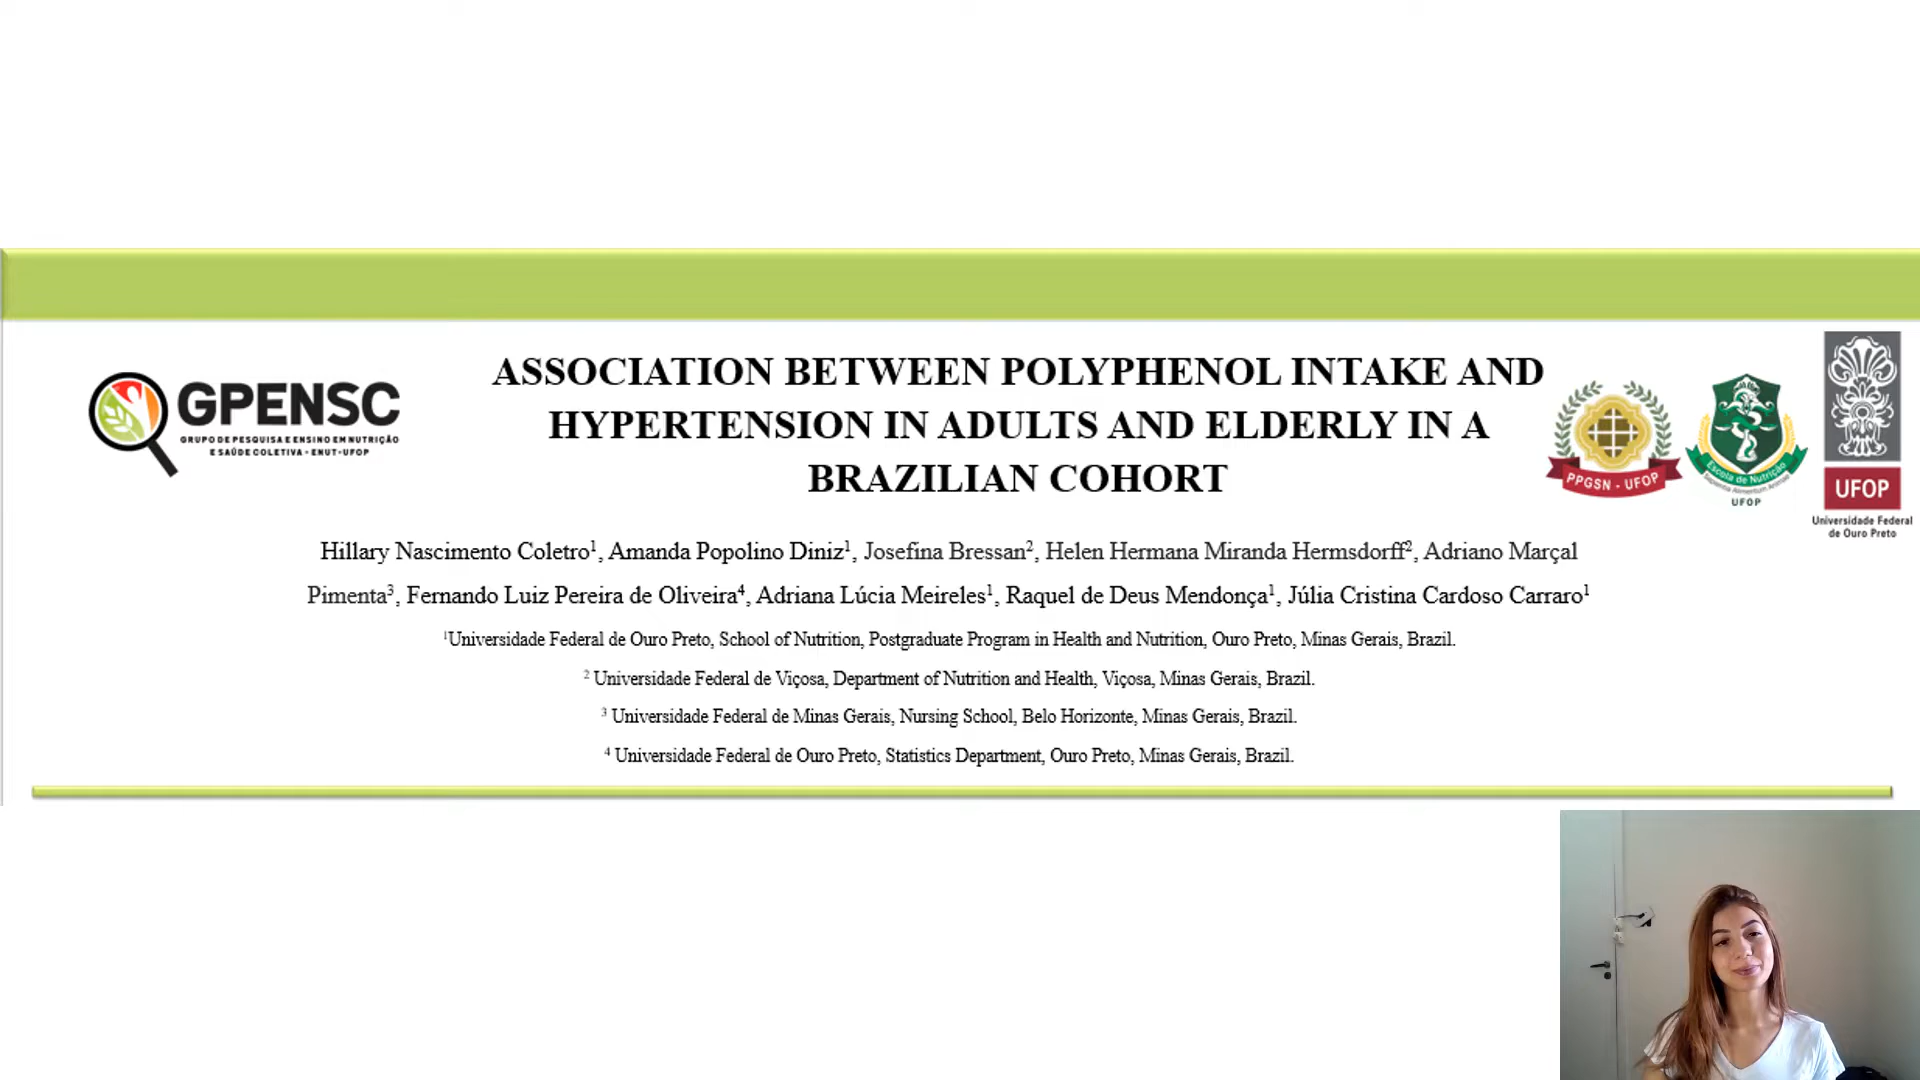 GPENSC
GRUPO DE PESQUISA E ENSINO EM NUTRIÇÃO
E SAÚDE COLETIVA - ENUT-UFOP
ASSOCIATION BETWEEN POLYPHENOL INTAKE AND
HYPERTENSION IN ADULTS AND ELDERLY IN A
BRAZILIAN COHORT
PPGSN - UFOP
Escola de Nutrição
UFOP
UFOP
Universidade Federal
de Ouro Preto
Hillary Nascimento Coletro¹, Amanda Popolino Diniz¹, Josefina Bressan², Helen Hermana Miranda Hermsdorff², Adriano Marçal
Pimenta³, Fernando Luiz Pereira de Oliveira⁴, Adriana Lúcia Meireles¹, Raquel de Deus Mendonça¹, Júlia Cristina Cardoso Carraro¹
¹Universidade Federal de Ouro Preto, School of Nutrition, Postgraduate Program in Health and Nutrition, Ouro Preto, Minas Gerais, Brazil.
² Universidade Federal de Viçosa, Department of Nutrition and Health, Viçosa, Minas Gerais, Brazil.
³ Universidade Federal de Minas Gerais, Nursing School, Belo Horizonte, Minas Gerais, Brazil.
⁴ Universidade Federal de Ouro Preto, Statistics Department, Ouro Preto, Minas Gerais, Brazil.